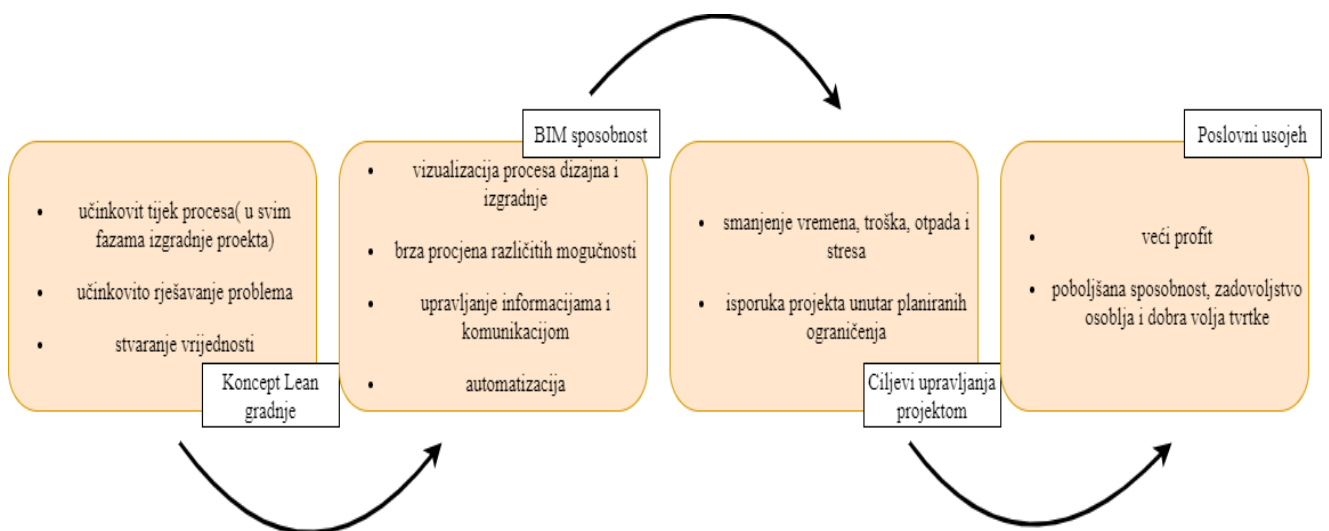 učinkovit tijek procesa( u svim
fazama izgradnje proekta)
učinkovito rješavanje problema
stvaranje vrijednosti
Koncept Lean
gradnje
BIM sposobnost
vizualizacija procesa dizajna i
izgradnje
brza procjena različitih mogućnosti
upravljanje informacijama i
komunikacijom
automatizacija
smanjenje vremena, troška, otpada i
stresa
isporuka projekta unutar planiranih
ograničenja
Ciljevi upravljanja
projektom
Poslovni usojeh
veći profit
poboljšana sposobnost, zadovoljstvo
osoblja i dobra volja tvrtke